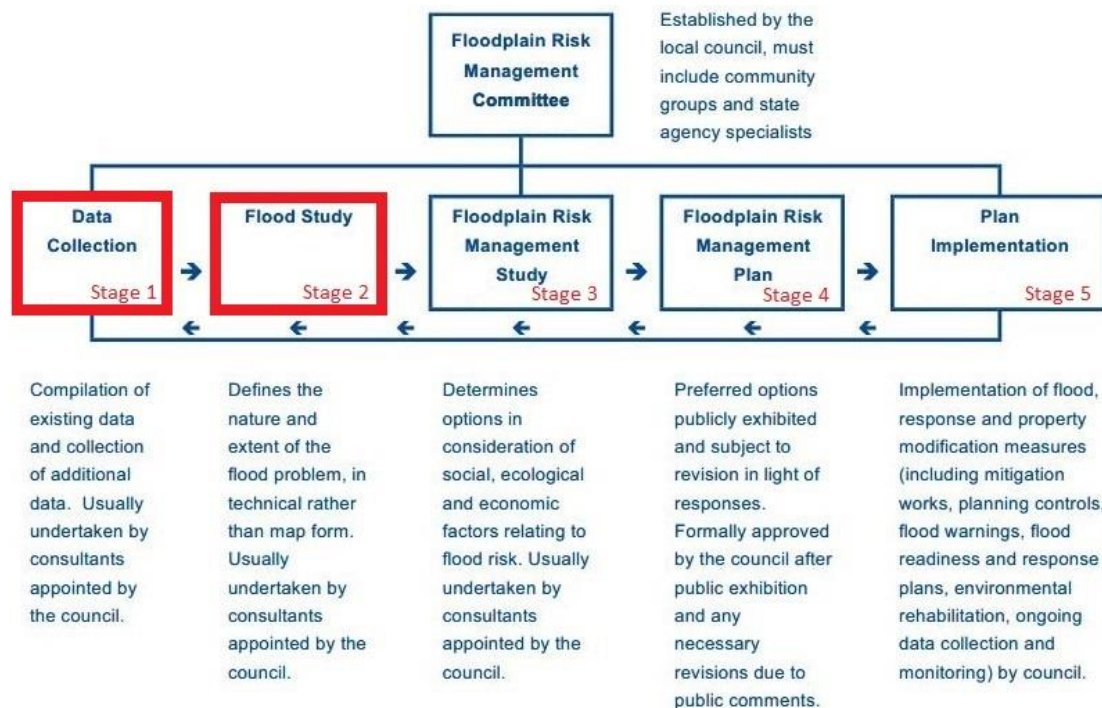 Floodplain Risk
Management
Committee
Established by the
local council, must
include community
groups and state
agency specialists
Data
Collection
Stage 1
Flood Study
Stage 2
Floodplain Risk
Management
Study
Stage 3
Floodplain Risk
Management
Plan
Stage 4
Plan
Implementation
Stage 5
Compilation of
existing data
and collection
of additional
data. Usually
undertaken by
consultants
appointed by
the council.
Defines the
nature and
extent of the
flood problem, in
technical rather
than map form.
Usually
undertaken by
consultants
appointed by the
council.
Determines
options in
consideration of
social, ecological
and economic
factors relating to
flood risk. Usually
undertaken by
consultants
appointed by the
council.
Preferred options
publicly exhibited
and subject to
revision in light of
responses.
Formally approved
by the council after
public exhibition
and any
necessary
revisions due to
public comments.
Implementation of flood,
response and property
modification measures
(including mitigation
works, planning controls,
flood warnings, flood
readiness and response
plans, environmental
rehabilitation, ongoing
data collection and
monitoring) by council.